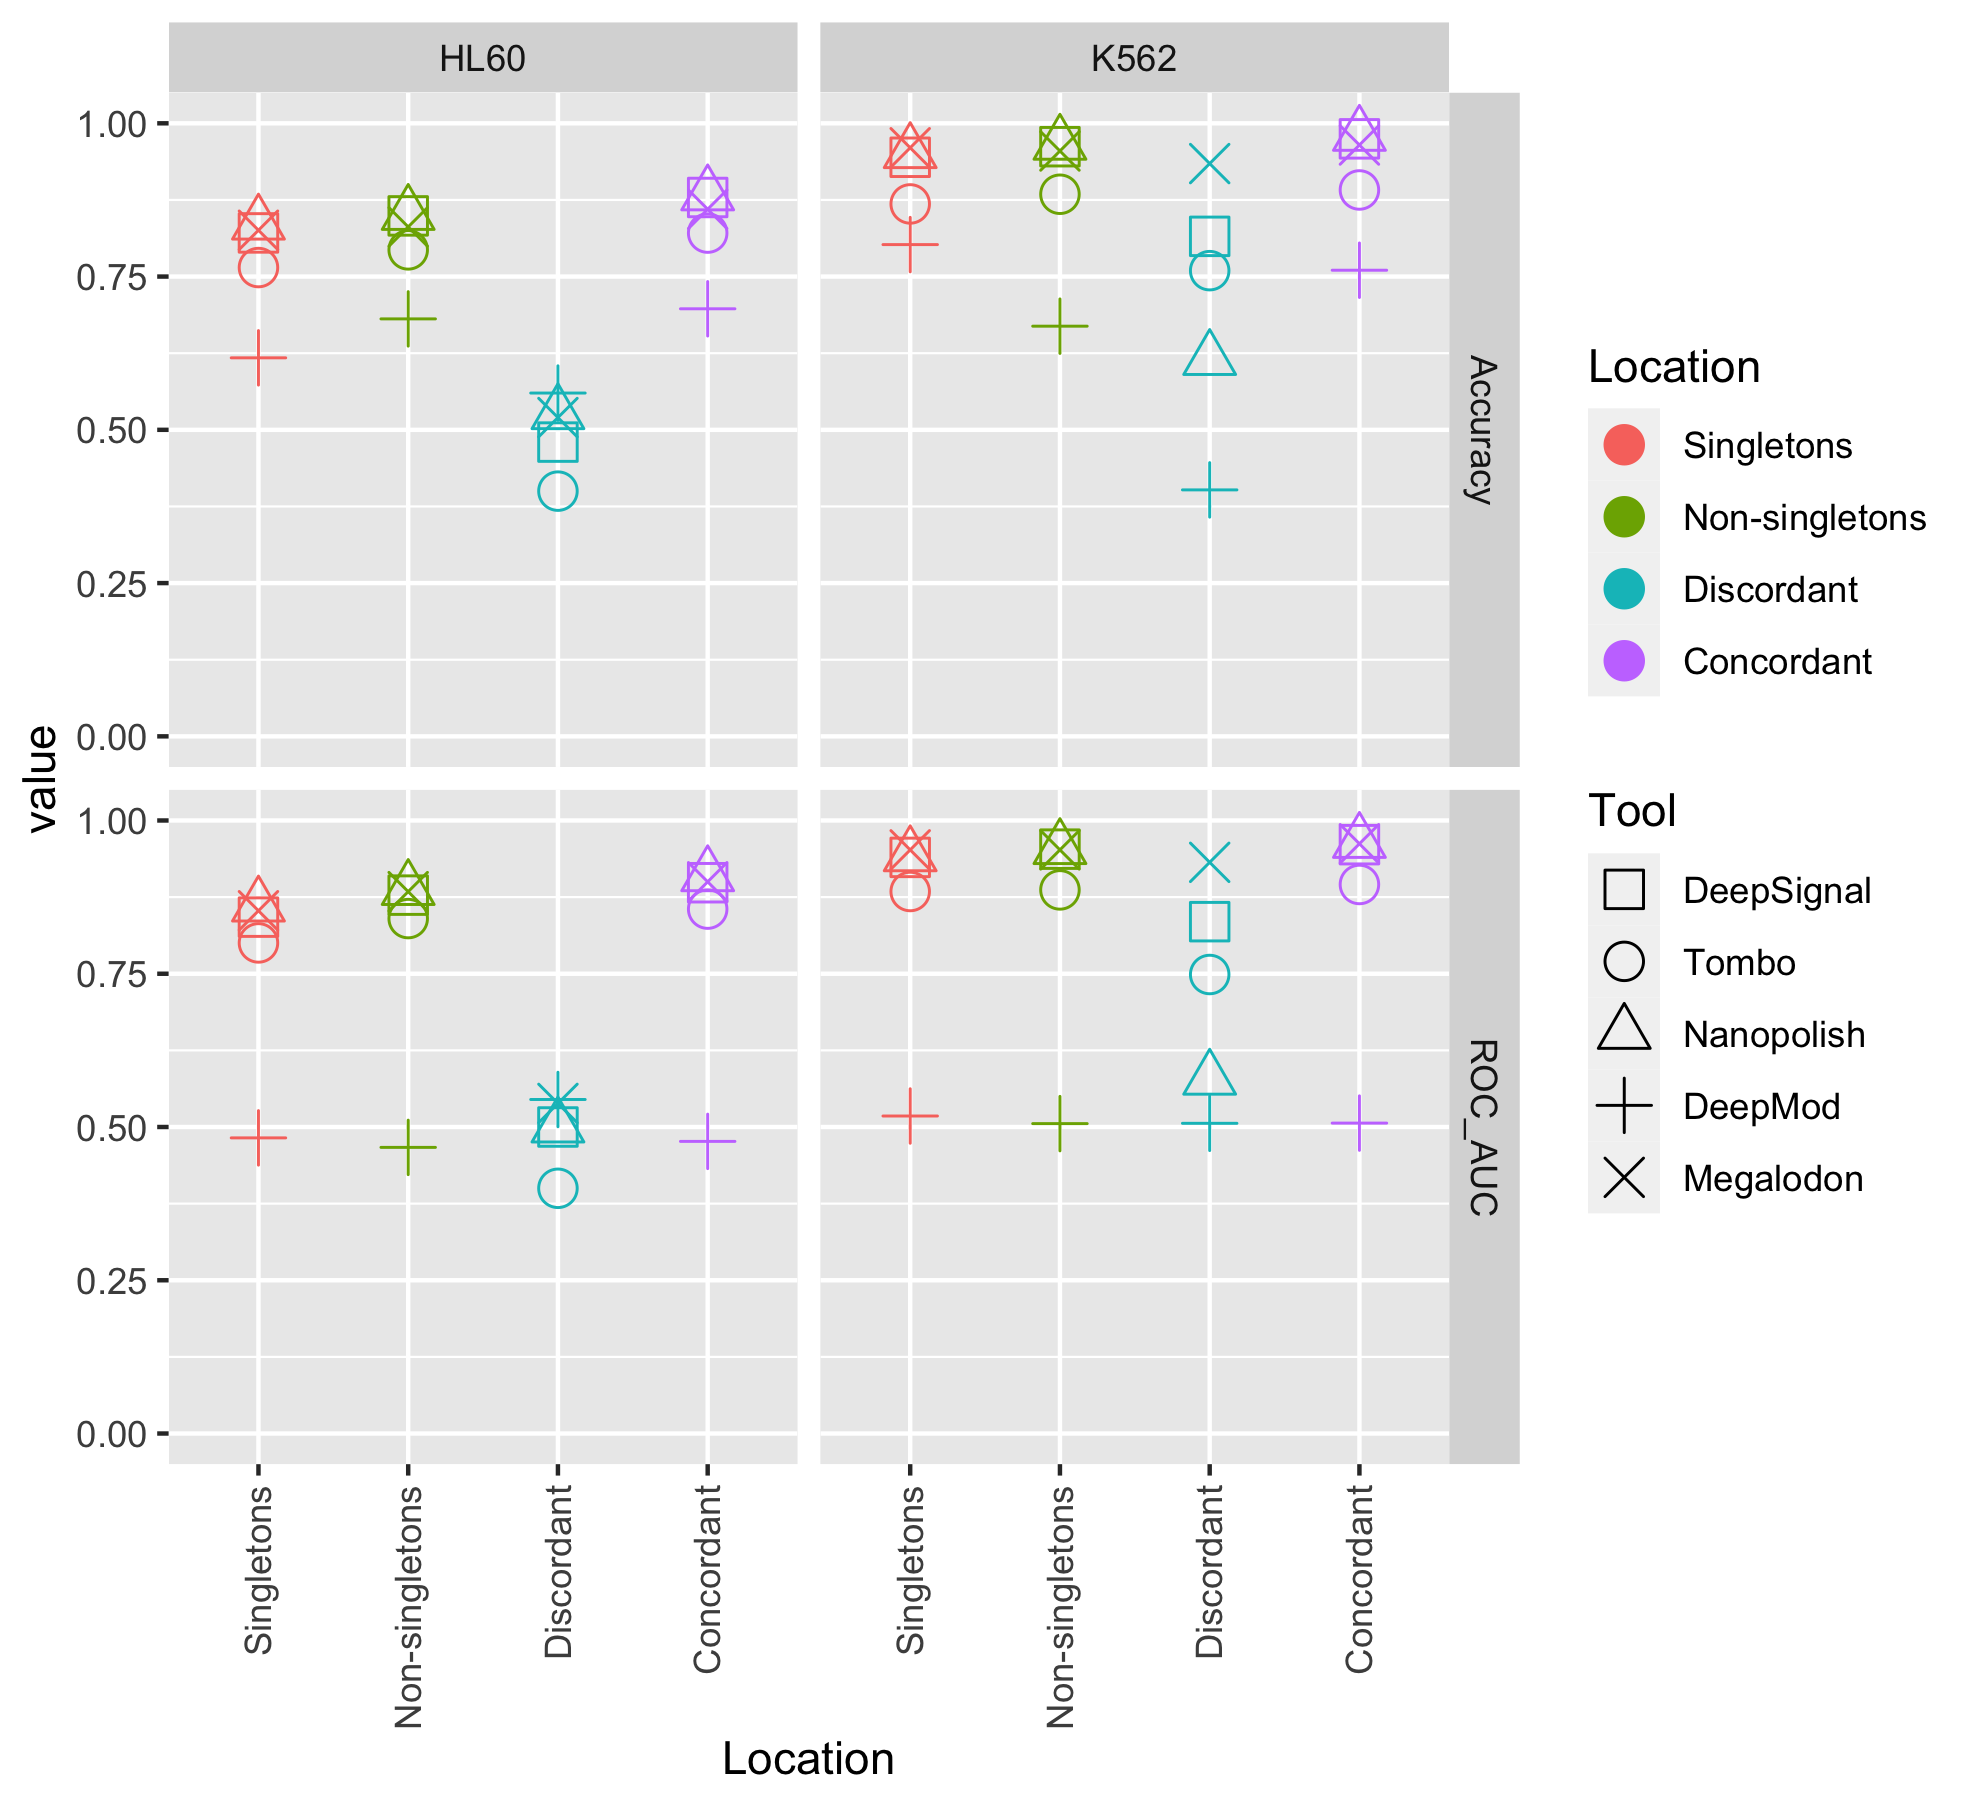 HL60
K562
1.00
0.75
0.50
0.25
0.00
Accuracy
1.00
0.75
0.50
0.25
0.00
ROC_AUC
value
Singletons
Non-singletons
Discordant
Concordant
Singletons
Non-singletons
Discordant
Concordant
Location
Location
Singletons
Non-singletons
Discordant
Concordant
Tool
DeepSignal
Tombo
Nanopolish
DeepMod
Megalodon